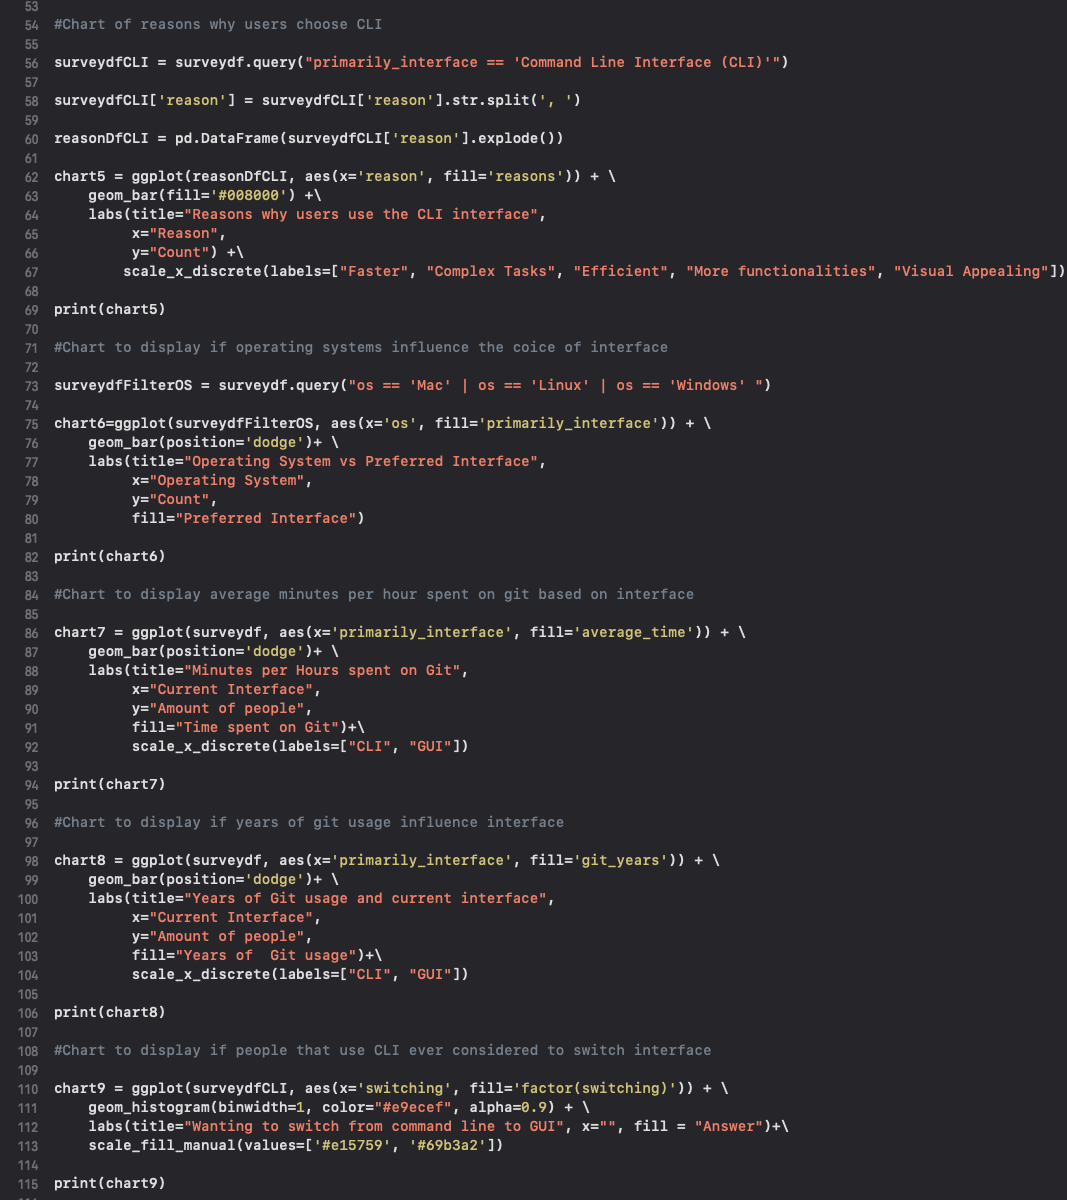 53
54 #Chart of reasons why users choose CLI
55
56 surveydfCLI = surveydf.query("primarily_interface == 'Command Line Interface (CLI)'")
57
58 surveydfCLI['reason'] = surveydfCLI['reason'].str.split(', ')
59
60 reasonDfCLI = pd.DataFrame(surveydfCLI['reason'].explode())
61
62 chart5 = ggplot(reasonDfCLI, aes(x='reason', fill='reasons')) + \
63     geom_bar(fill='#008000') +\
64     labs(title="Reasons why users use the CLI interface",
65          x="Reason",
66          y="Count") +\
67         scale_x_discrete(labels=["Faster", "Complex Tasks", "Efficient", "More functionalities", "Visual Appealing"])
68
69 print(chart5)
70
71 #Chart to display if operating systems influence the coice of interface
72
73 surveydfFilterOS = surveydf.query("os == 'Mac' | os == 'Linux' | os == 'Windows' ")
74
75 chart6=ggplot(surveydfFilterOS, aes(x='os', fill='primarily_interface')) + \
76     geom_bar(position='dodge')+ \
77     labs(title="Operating System vs Preferred Interface",
78          x="Operating System",
79          y="Count",
80          fill="Preferred Interface")
81
82 print(chart6)
83
84 #Chart to display average minutes per hour spent on git based on interface
85
86 chart7 = ggplot(surveydf, aes(x='primarily_interface', fill='average_time')) + \
87     geom_bar(position='dodge')+ \
88     labs(title="Minutes per Hours spent on Git",
89          x="Current Interface",
90          y="Amount of people",
91          fill="Time spent on Git")+\
92          scale_x_discrete(labels=["CLI", "GUI"])
93
94 print(chart7)
95
96 #Chart to display if years of git usage influence interface
97
98 chart8 = ggplot(surveydf, aes(x='primarily_interface', fill='git_years')) + \
99     geom_bar(position='dodge')+ \
100     labs(title="Years of Git usage and current interface",
101          x="Current Interface",
102          y="Amount of people",
103          fill="Years of  Git usage")+\
104          scale_x_discrete(labels=["CLI", "GUI"])
105
106 print(chart8)
107
108 #Chart to display if people that use CLI ever considered to switch interface
109
110 chart9 = ggplot(surveydfCLI, aes(x='switching', fill='factor(switching)')) + \
111     geom_histogram(binwidth=1, color="#e9ecef", alpha=0.9) + \
112     labs(title="Wanting to switch from command line to GUI", x="", fill = "Answer")+\
113     scale_fill_manual(values=['#e15759', '#69b3a2'])
114
115 print(chart9)